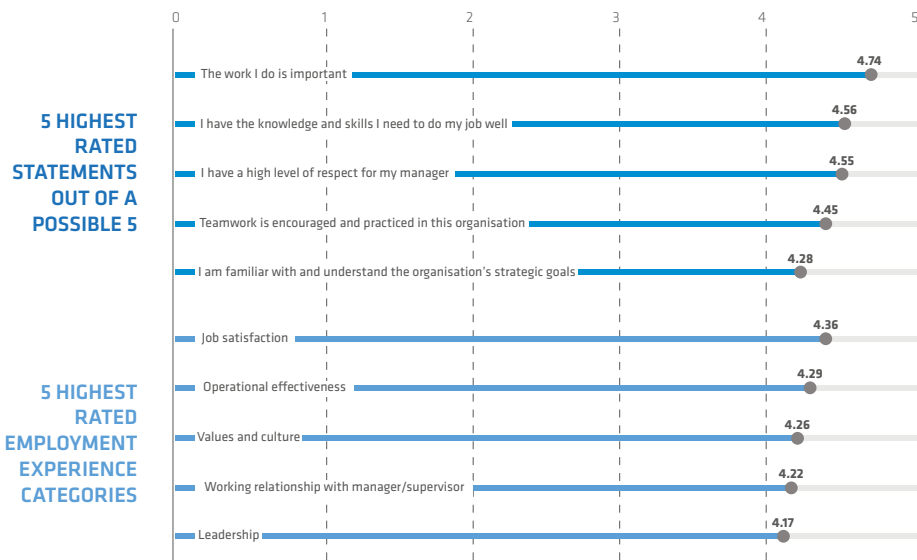 0 1 2 3 4 5
5 HIGHEST
RATED
STATEMENTS
OUT OF A
POSSIBLE 5
The work I do is important 4.74
I have the knowledge and skills I need to do my job well 4.56
I have a high level of respect for my manager 4.55
Teamwork is encouraged and practiced in this organisation 4.45
I am familiar with and understand the organisation's strategic goals 4.28
5 HIGHEST
RATED
EMPLOYMENT
EXPERIENCE
CATEGORIES
Job satisfaction 4.36
Operational effectiveness 4.29
Values and culture 4.26
Working relationship with manager/supervisor 4.22
Leadership 4.17